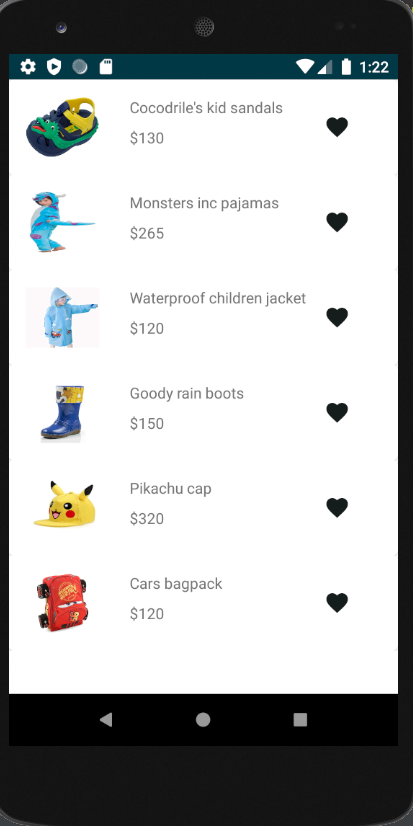 1:22
Cocodrile's kid sandals
$130
Monsters inc pajamas
$265
Waterproof children jacket
$120
Goody rain boots
$150
Pikachu cap
$320
Cars bagpack
$120